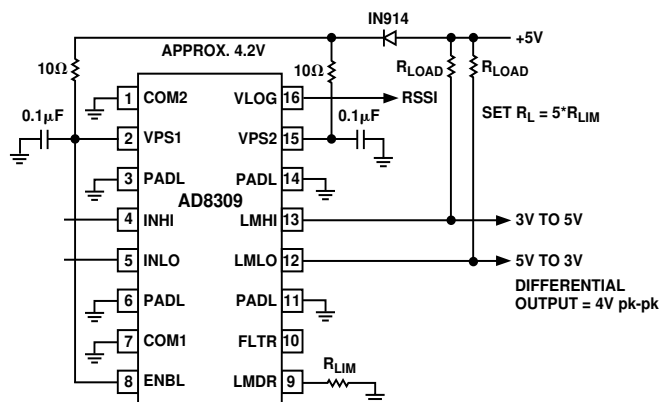 IN914
+5V
APPROX. 4.2V
10Ω
10Ω
RLOAD
RLOAD
1 COM2
VLOG 16
RSSI
0.1μF
0.1μF
SET RL = 5*RLIM
2 VPS1
VPS2 15
3 PADL
PADL 14
AD8309
4 INHI
LMHI 13
3V TO 5V
5 INLO
LMLO 12
5V TO 3V
6 PADL
PADL 11
DIFFERENTIAL
OUTPUT = 4V pk-pk
7 COM1
FLTR 10
8 ENBL
LMDR 9
RLIM